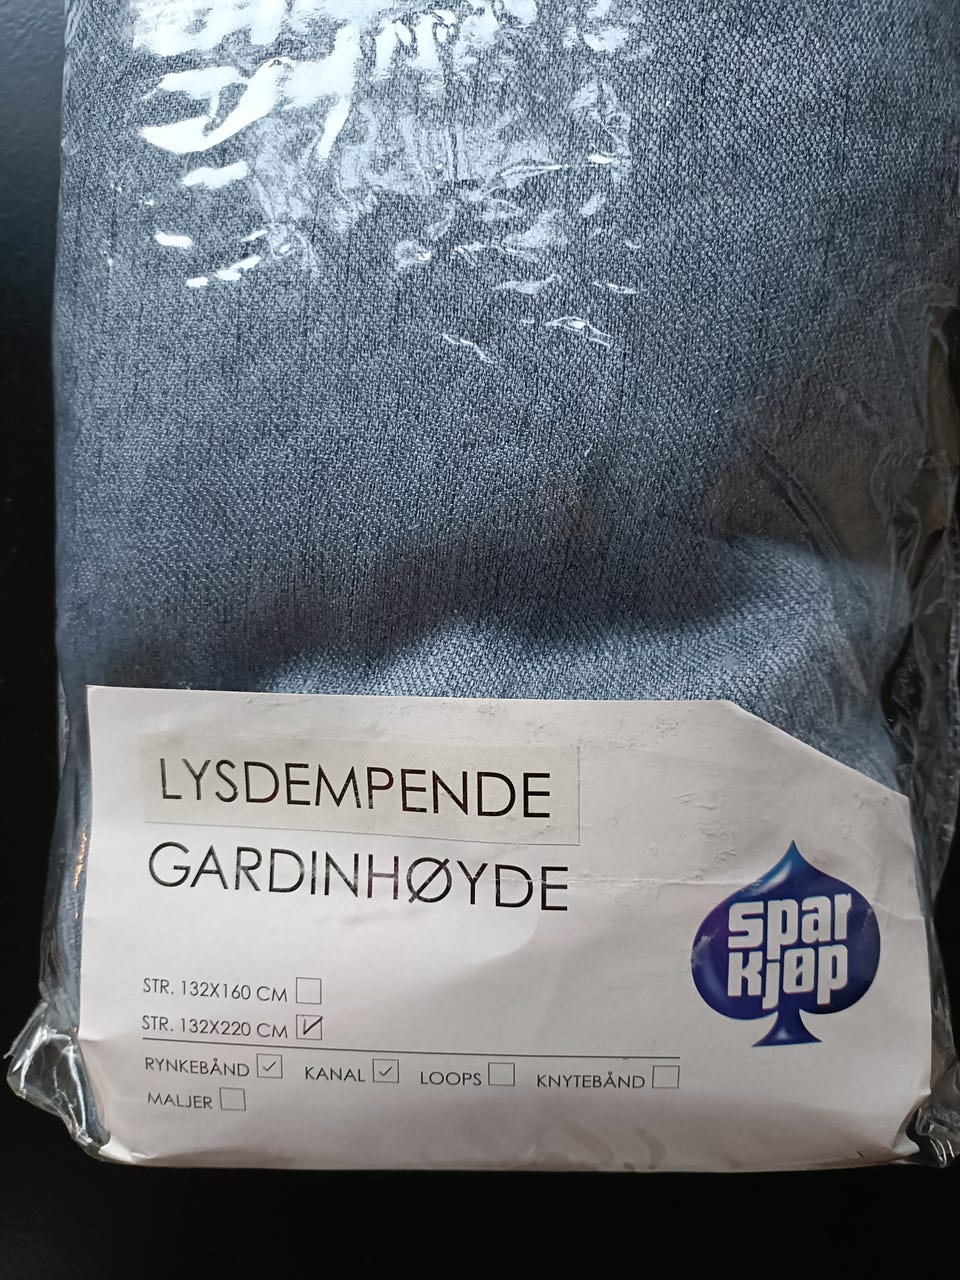 LYSDEMPENDE
GARDINHØYDE
spar
kjøp
STR. 132X160 CM
STR. 132X220 CM
RYNKEBÅND KANAL LOOPS KNYTEBÅND
MALJER